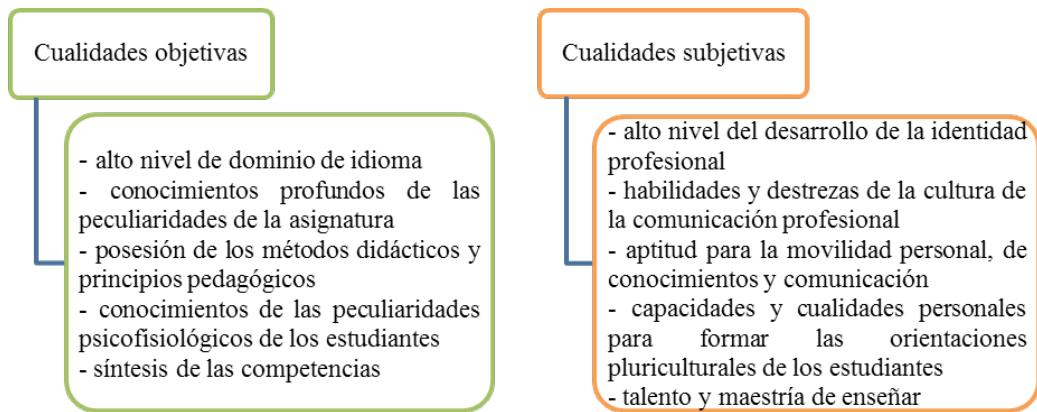 Cualidades objetivas
- alto nivel de dominio de idioma
- conocimientos profundos de las
peculiaridades de la asignatura
- posesión de los métodos didácticos y
principios pedagógicos
- conocimientos de las peculiaridades
psicofisiológicos de los estudiantes
- síntesis de las competencias
Cualidades subjetivas
- alto nivel del desarrollo de la identidad
profesional
- habilidades y destrezas de la cultura de
la comunicación profesional
- aptitud para la movilidad personal, de
conocimientos y comunicación
- capacidades y cualidades personales
para formar las orientaciones
pluriculturales de los estudiantes
- talento y maestría de enseñar